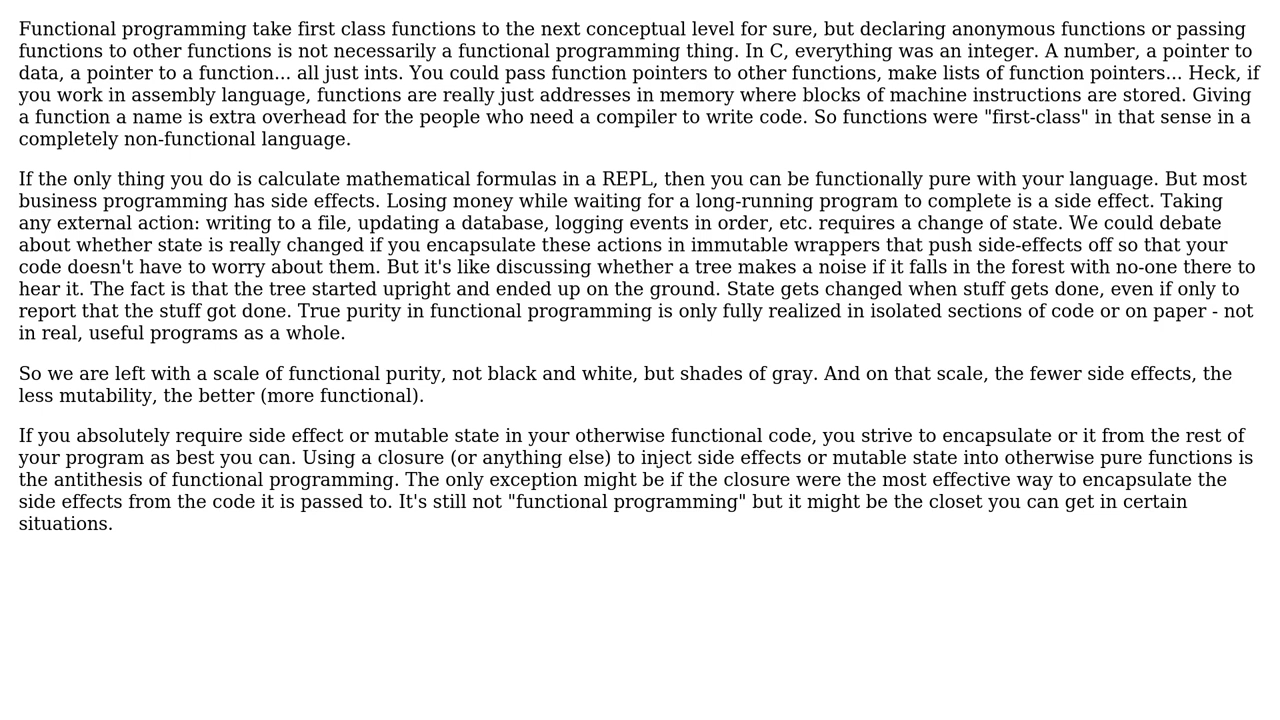 Functional programming take first class functions to the next conceptual level for sure, but declaring anonymous functions or passing
functions to other functions is not necessarily a functional programming thing. In C, everything was an integer. A number, a pointer to
data, a pointer to a function... all just ints. You could pass function pointers to other functions, make lists of function pointers... Heck, if
you work in assembly language, functions are really just addresses in memory where blocks of machine instructions are stored. Giving
a function a name is extra overhead for the people who need a compiler to write code. So functions were "first-class" in that sense in a
completely non-functional language.
If the only thing you do is calculate mathematical formulas in a REPL, then you can be functionally pure with your language. But most
business programming has side effects. Losing money while waiting for a long-running program to complete is a side effect. Taking
any external action: writing to a file, updating a database, logging events in order, etc. requires a change of state. We could debate
about whether state is really changed if you encapsulate these actions in immutable wrappers that push side-effects off so that your
code doesn't have to worry about them. But it's like discussing whether a tree makes a noise if it falls in the forest with no-one there to
hear it. The fact is that the tree started upright and ended up on the ground. State gets changed when stuff gets done, even if only to
report that the stuff got done. True purity in functional programming is only fully realized in isolated sections of code or on paper - not
in real, useful programs as a whole.
So we are left with a scale of functional purity, not black and white, but shades of gray. And on that scale, the fewer side effects, the
less mutability, the better (more functional).
If you absolutely require side effect or mutable state in your otherwise functional code, you strive to encapsulate or it from the rest of
your program as best you can. Using a closure (or anything else) to inject side effects or mutable state into otherwise pure functions is
the antithesis of functional programming. The only exception might be if the closure were the most effective way to encapsulate the
side effects from the code it is passed to. It's still not "functional programming" but it might be the closet you can get in certain
situations.